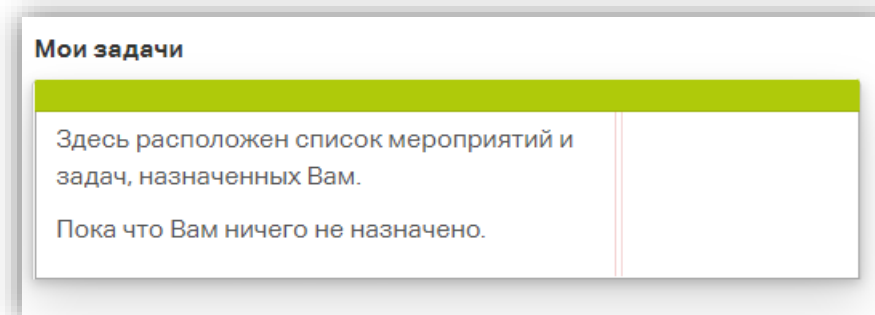 Мои задачи
Здесь расположен список мероприятий и
задач, назначенных Вам.
Пока что Вам ничего не назначено.